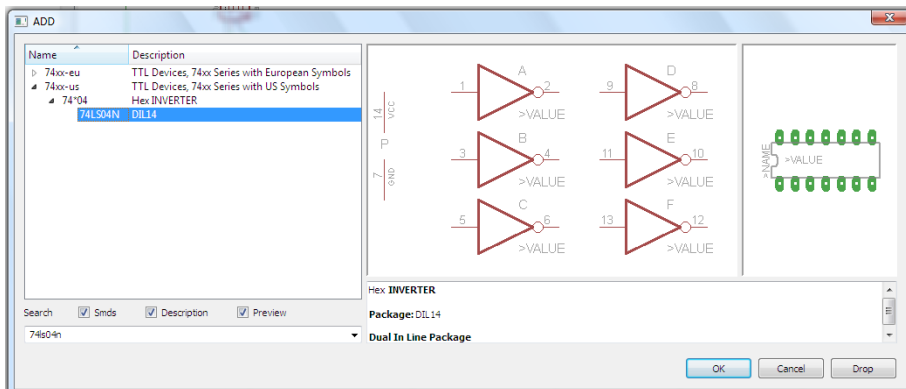 ADD
Name Description
74xx-eu TTL Devices, 74xx Series with European Symbols
74xx-us TTL Devices, 74xx Series with US Symbols
74*04 Hex INVERTER
74LS04N DIL14
Search Smds Description Preview
74ls04n
14 VCC
P
7 GND
A
1 2
>VALUE
B
3 4
>VALUE
C
5 6
>VALUE
D
9 8
>VALUE
E
11 10
>VALUE
F
13 12
>VALUE
>NAME
>VALUE
Hex INVERTER
Package: DIL14
Dual In Line Package
OK Cancel Drop